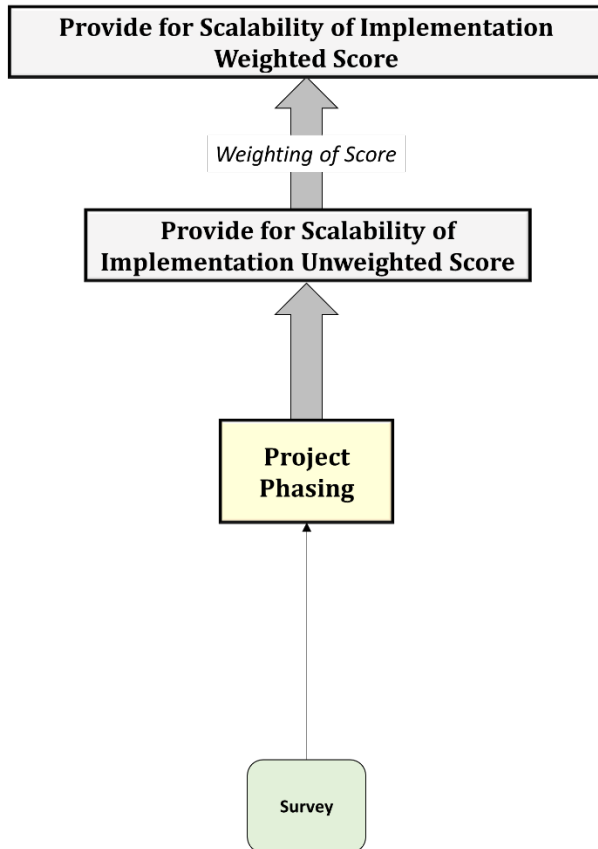 Provide for Scalability of Implementation
Weighted Score
Weighting of Score
Provide for Scalability of
Implementation Unweighted Score
Project
Phasing
Survey